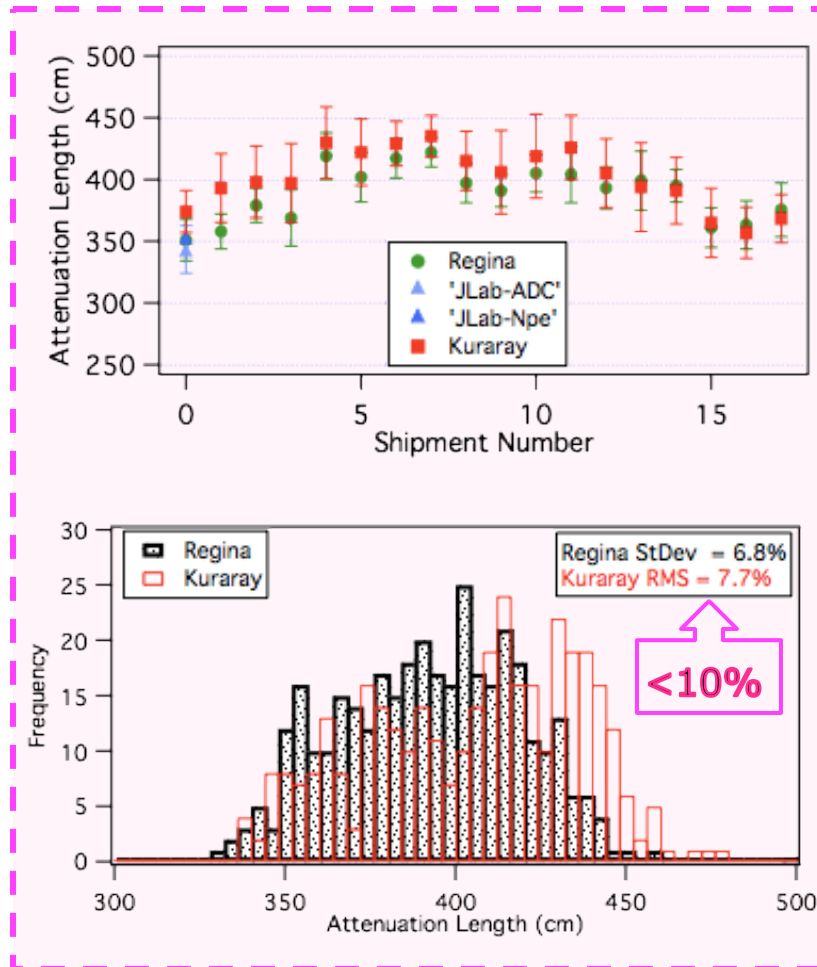 500
450
400
350
300
250
Attenuation Length (cm)
Regina
'JLab-ADC'
'JLab-Npe'
Kuraray
0 5 10 15
Shipment Number
30
25
20
15
10
5
0
Frequency
Regina
Kuraray
Regina StDev = 6.8%
Kuraray RMS = 7.7%
<10%
300 350 400 450 500
Attenuation Length (cm)